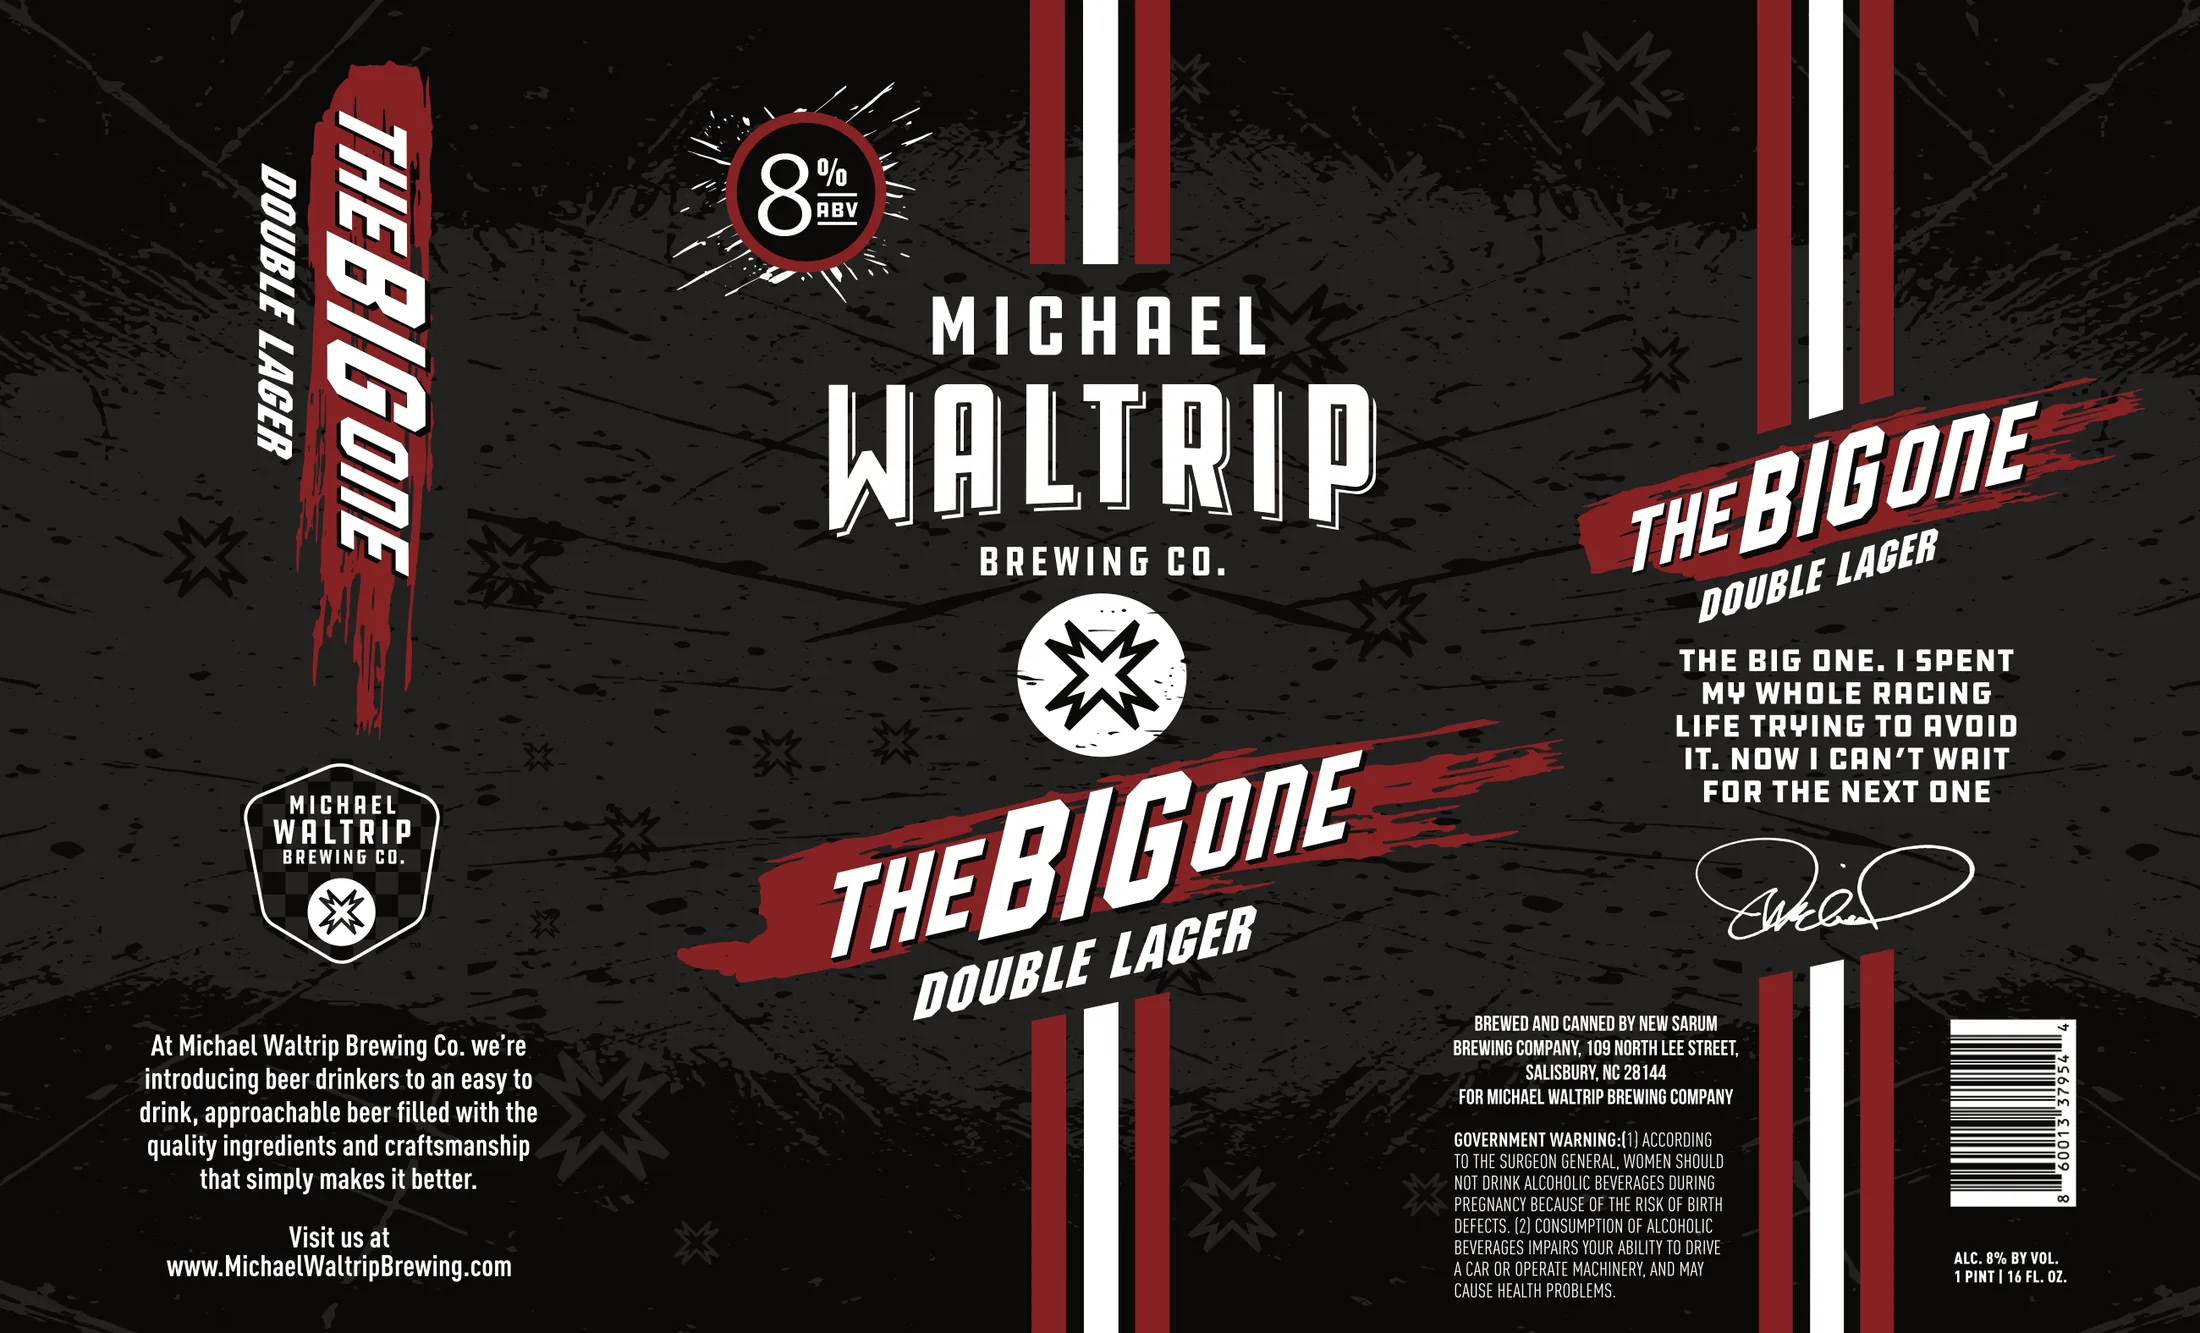 THE BIG ONE
DOUBLE LAGER
MICHAEL
WALTRIP
BREWING CO.
TM
At Michael Waltrip Brewing Co. we're
introducing beer drinkers to an easy to
drink, approachable beer filled with the
quality ingredients and craftsmanship
that simply makes it better.
Visit us at
www.MichaelWaltripBrewing.com
8%
ABV
MICHAEL
WALTRIP
BREWING CO.
THE BIG ONE
DOUBLE LAGER
THE BIG ONE
DOUBLE LAGER
THE BIG ONE. I SPENT
MY WHOLE RACING
LIFE TRYING TO AVOID
IT. NOW I CAN'T WAIT
FOR THE NEXT ONE
BREWED AND CANNED BY NEW SARUM
BREWING COMPANY, 109 NORTH LEE STREET,
SALISBURY, NC 28144
FOR MICHAEL WALTRIP BREWING COMPANY
GOVERNMENT WARNING:(1) ACCORDING
TO THE SURGEON GENERAL, WOMEN SHOULD
NOT DRINK ALCOHOLIC BEVERAGES DURING
PREGNANCY BECAUSE OF THE RISK OF BIRTH
DEFECTS. (2) CONSUMPTION OF ALCOHOLIC
BEVERAGES IMPAIRS YOUR ABILITY TO DRIVE
A CAR OR OPERATE MACHINERY, AND MAY
CAUSE HEALTH PROBLEMS.
8 60013 37954 4
ALC. 8% BY VOL.
1 PINT | 16 FL. OZ.